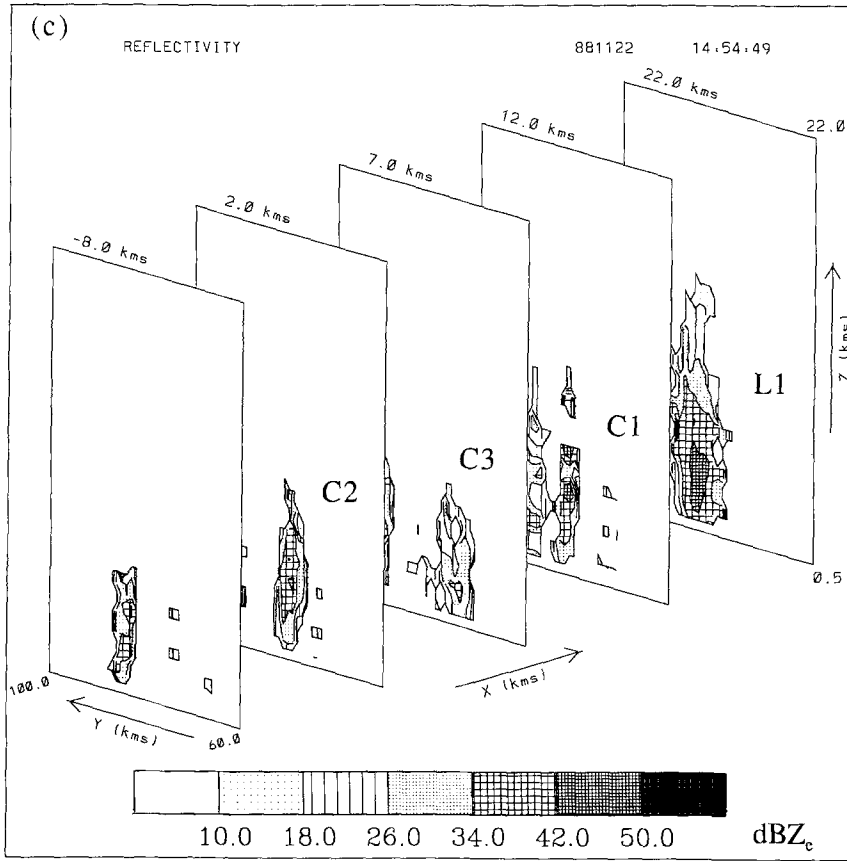 (c)
REFLECTIVITY 881122 14:54:49
22.0 kms
22.0
12.0 kms
7.0 kms
2.0 kms
-8.0 kms
Z (kms)
L1
C1
C3
C2
0.5
X (kms)
100.0
Y (kms)
60.0
10.0 18.0 26.0 34.0 42.0 50.0 dBZe